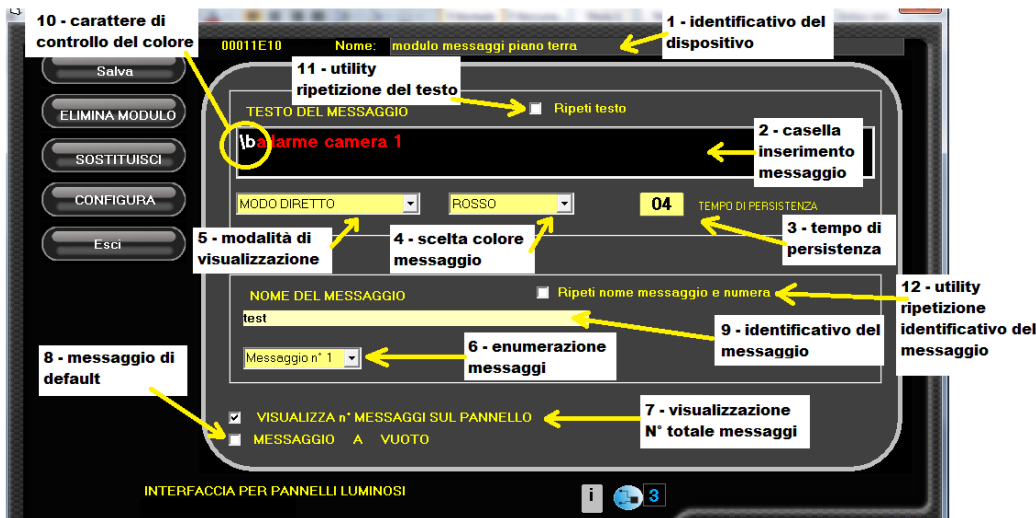 10 - carattere di
controllo del colore
1 - identificativo del
dispositivo
00011E10 Nome: modulo messaggi piano terra
Salva
11 - utility
ripetizione del testo
ELIMINA MODULO
TESTO DEL MESSAGGIO Ripeti testo
2 - casella
inserimento
messaggio
\ballarme camera 1
SOSTITUISCI
CONFIGURA
MODO DIRETTO ROSSO 04 TEMPO DI PERSISTENZA
Esci
5 - modalità di
visualizzazione
4 - scelta colore
messaggio
3 - tempo di
persistenza
NOME DEL MESSAGGIO Ripeti nome messaggio e numera
12 - utility
ripetizione
identificativo del
messaggio
test
9 - identificativo del
messaggio
8 - messaggio di
default
Messaggio n° 1
6 - enumerazione
messaggi
7 - visualizzazione
N° totale messaggi
VISUALIZZA n° MESSAGGI SUL PANNELLO
MESSAGGIO A VUOTO
INTERFACCIA PER PANNELLI LUMINOSI i 3